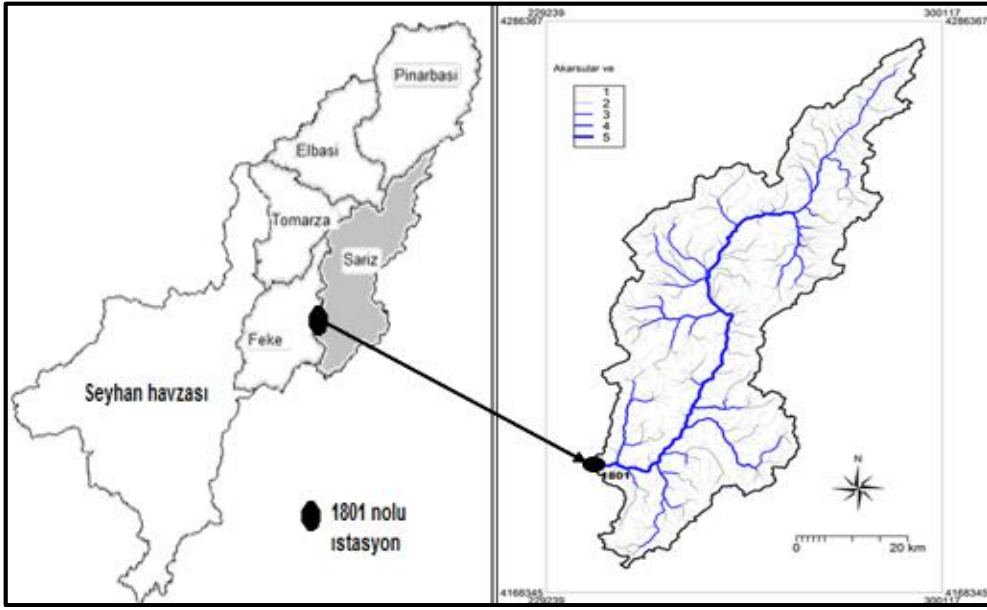 Pinarbasi
Elbasi
Tomarza
Sariz
Feke
Seyhan havzası
1801 nolu
ıstasyon
229239
300117
4286367
4286367
Akarsular ve
1
2
3
4
5
1801
N
0
20 km
4168345
4168345
229239
300117